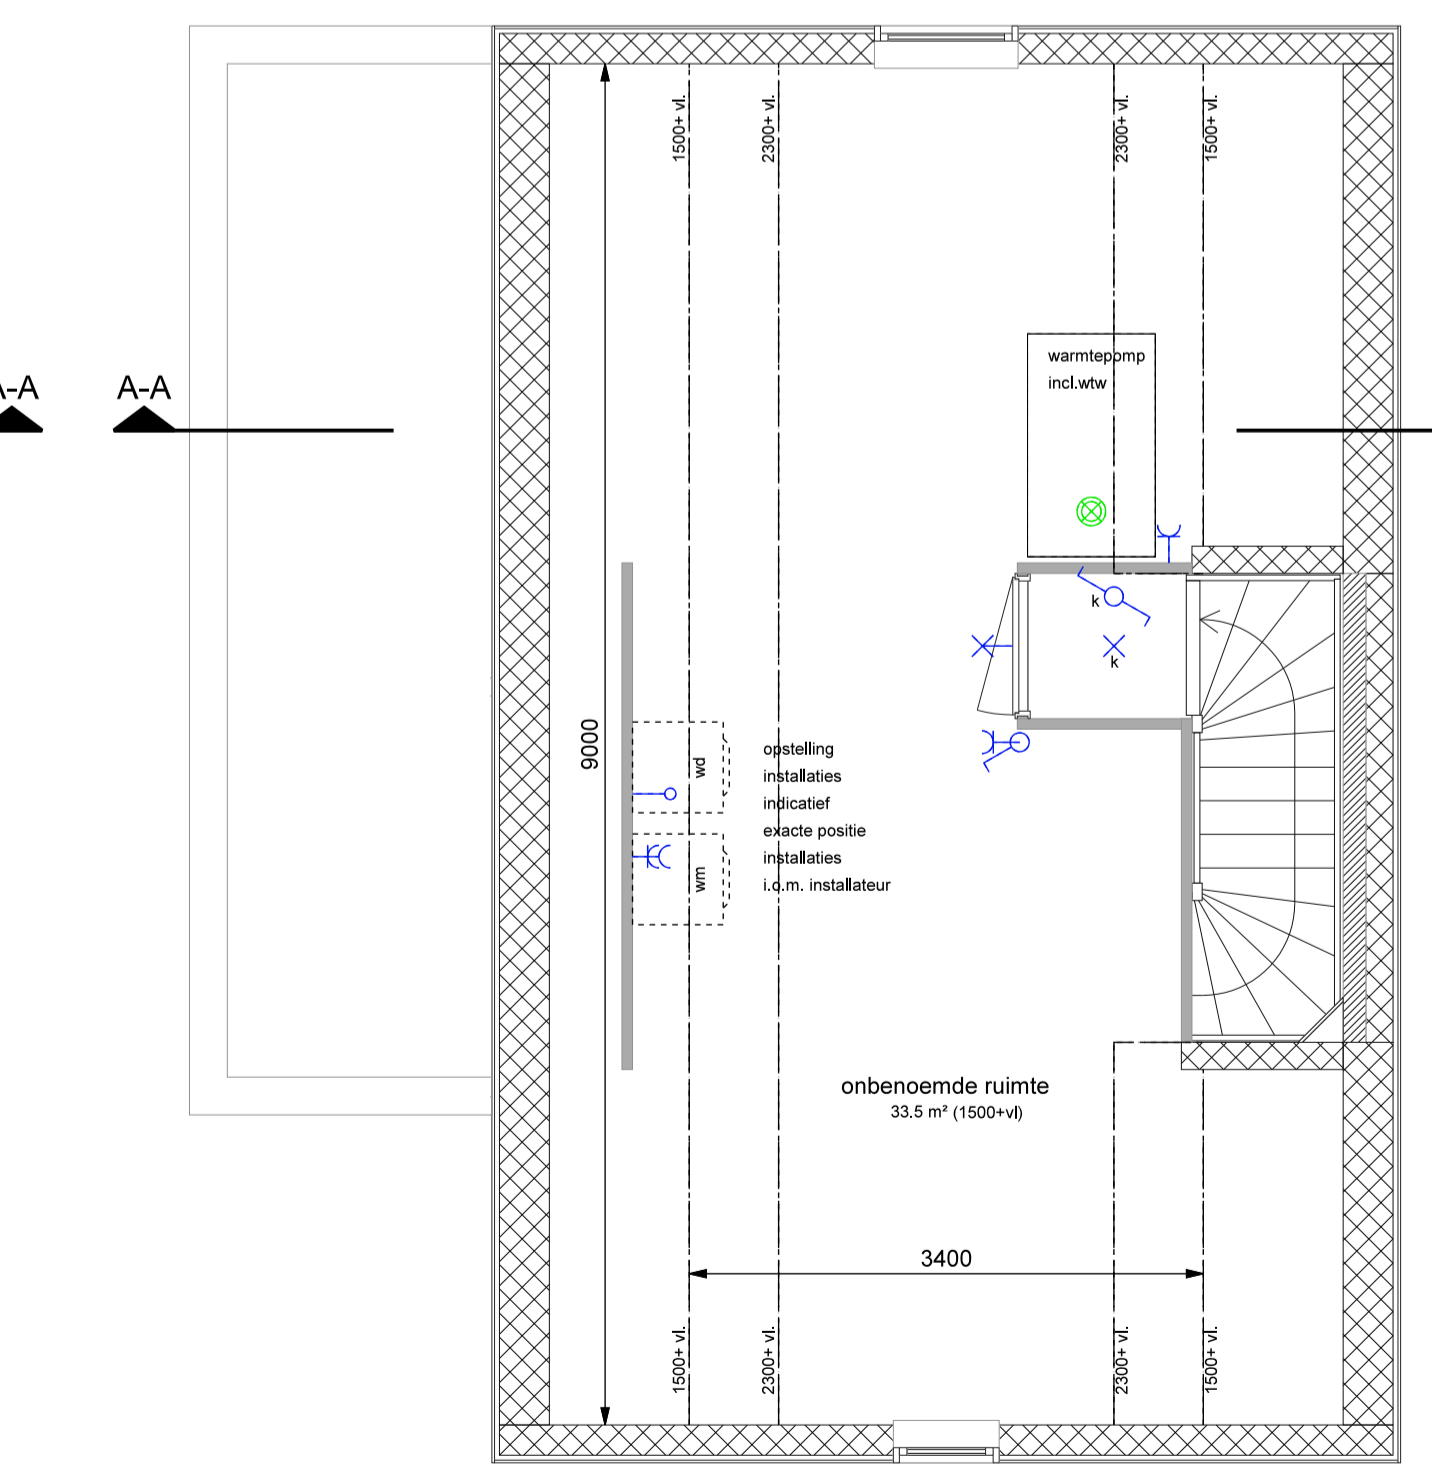 1500+ vl.
2300+ vl.
2300+ vl.
1500+ vl.
warmtepomp
incl.wtw
A-A
A-A
k
k
9000
wd
wm
opstelling
installaties
indicatief
exacte positie
installaties
i.o.m. installateur
onbenoemde ruimte
33.5 m² (1500+vl)
3400
1500+ vl.
2300+ vl.
2300+ vl.
1500+ vl.